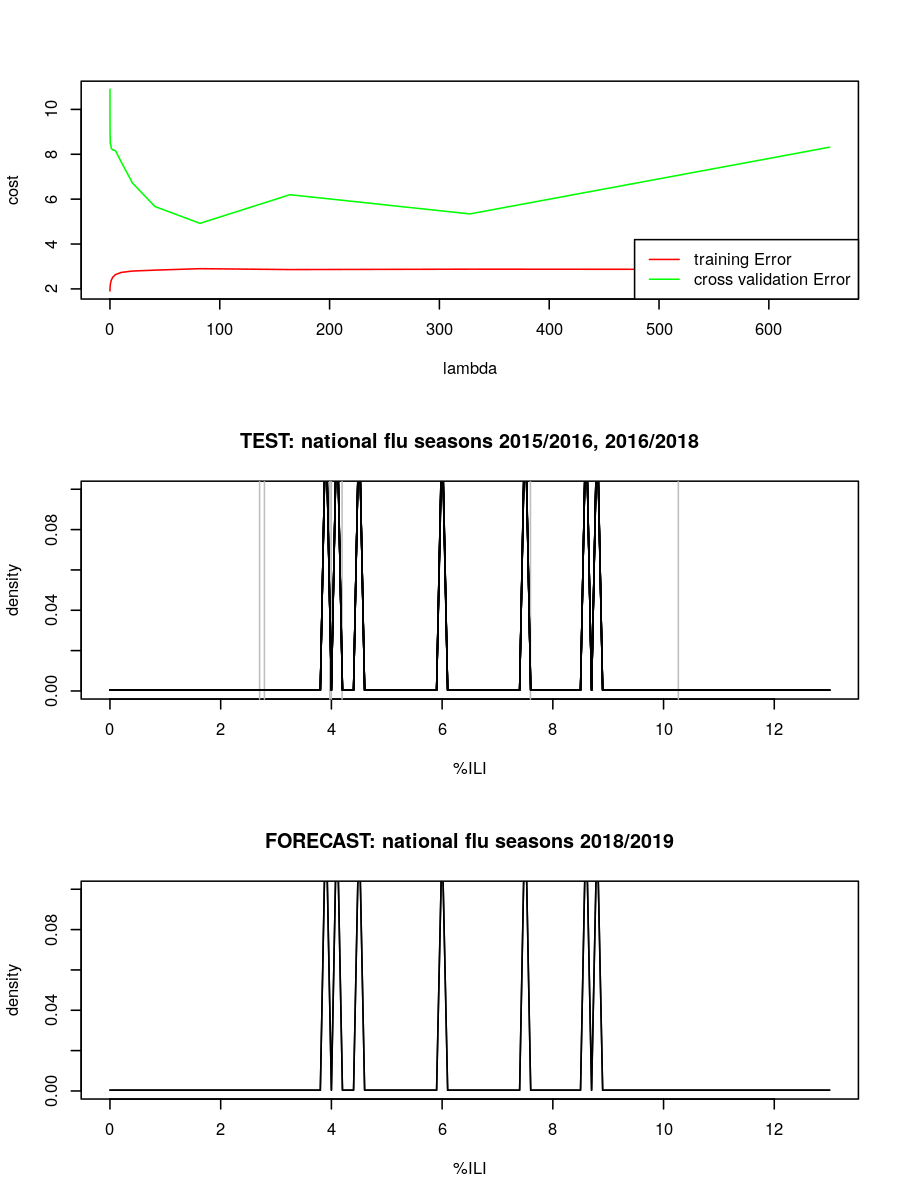 cost
10
8
6
4
2
training Error
cross validation Error
0 100 200 300 400 500 600
lambda
TEST: national flu seasons 2015/2016, 2016/2018
density
0.08
0.04
0.00
0 2 4 6 8 10 12
%ILI
FORECAST: national flu seasons 2018/2019
density
0.08
0.04
0.00
0 2 4 6 8 10 12
%ILI